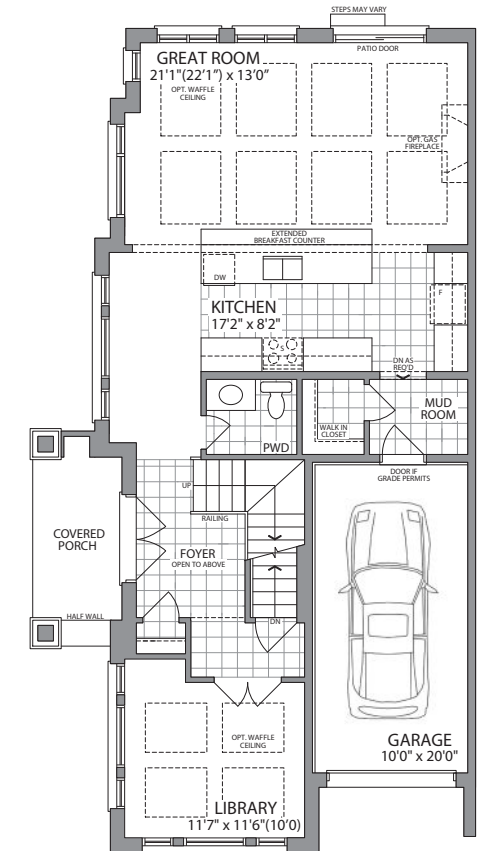 STEPS MAY VARY
PATIO DOOR
GREAT ROOM
21'1"(22'1") x 13'0"
OPT. WAFFLE
CEILING
OPT. GAS
FIREPLACE
EXTENDED
BREAKFAST COUNTER
DW
F
KITCHEN
17'2" x 8'2"
S
DN AS
REQ'D
MUD
ROOM
WALK IN
CLOSET
PWD
DOOR IF
GRADE PERMITS
UP
RAILING
COVERED
PORCH
FOYER
OPEN TO ABOVE
HALF WALL
DN
OPT. WAFFLE
CEILING
GARAGE
10'0" x 20'0"
LIBRARY
11'7" x 11'6"(10'0)